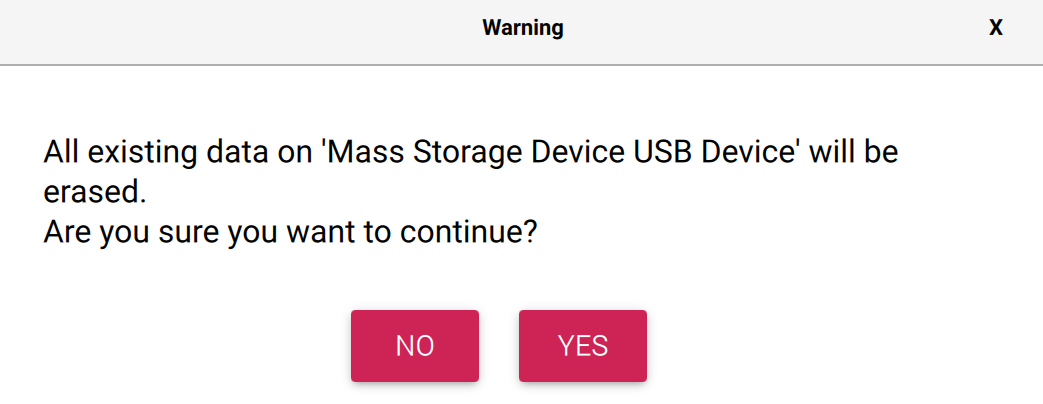 Warning
X
All existing data on 'Mass Storage Device USB Device' will be
erased.
Are you sure you want to continue?
NO
YES